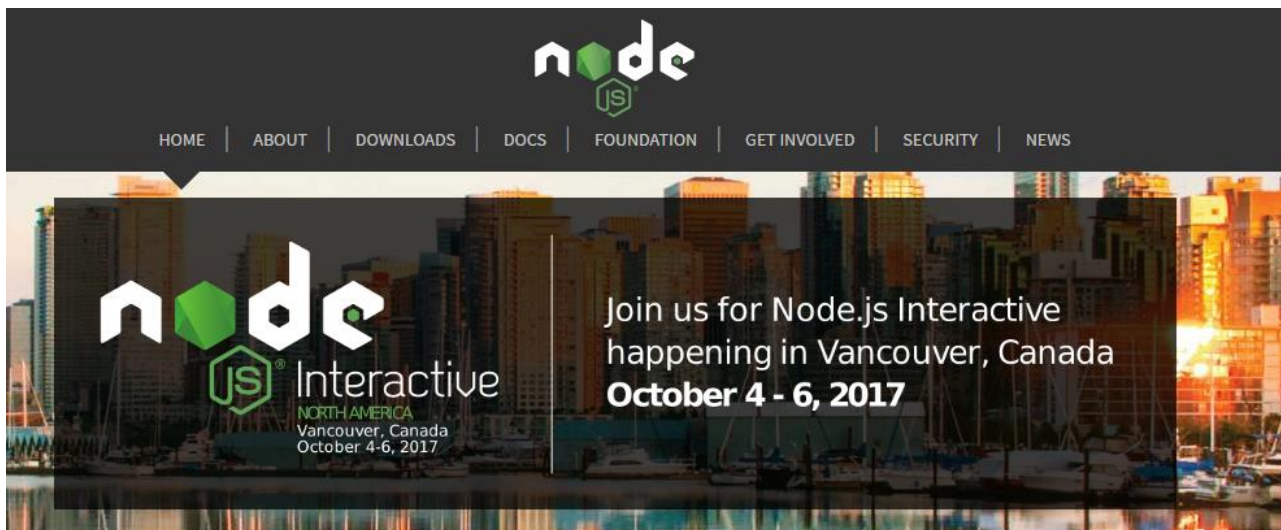 node
JS®
HOME | ABOUT | DOWNLOADS | DOCS | FOUNDATION | GET INVOLVED | SECURITY | NEWS
node
JS® Interactive
NORTH AMERICA
Vancouver, Canada
October 4-6, 2017
Join us for Node.js Interactive
happening in Vancouver, Canada
October 4 - 6, 2017